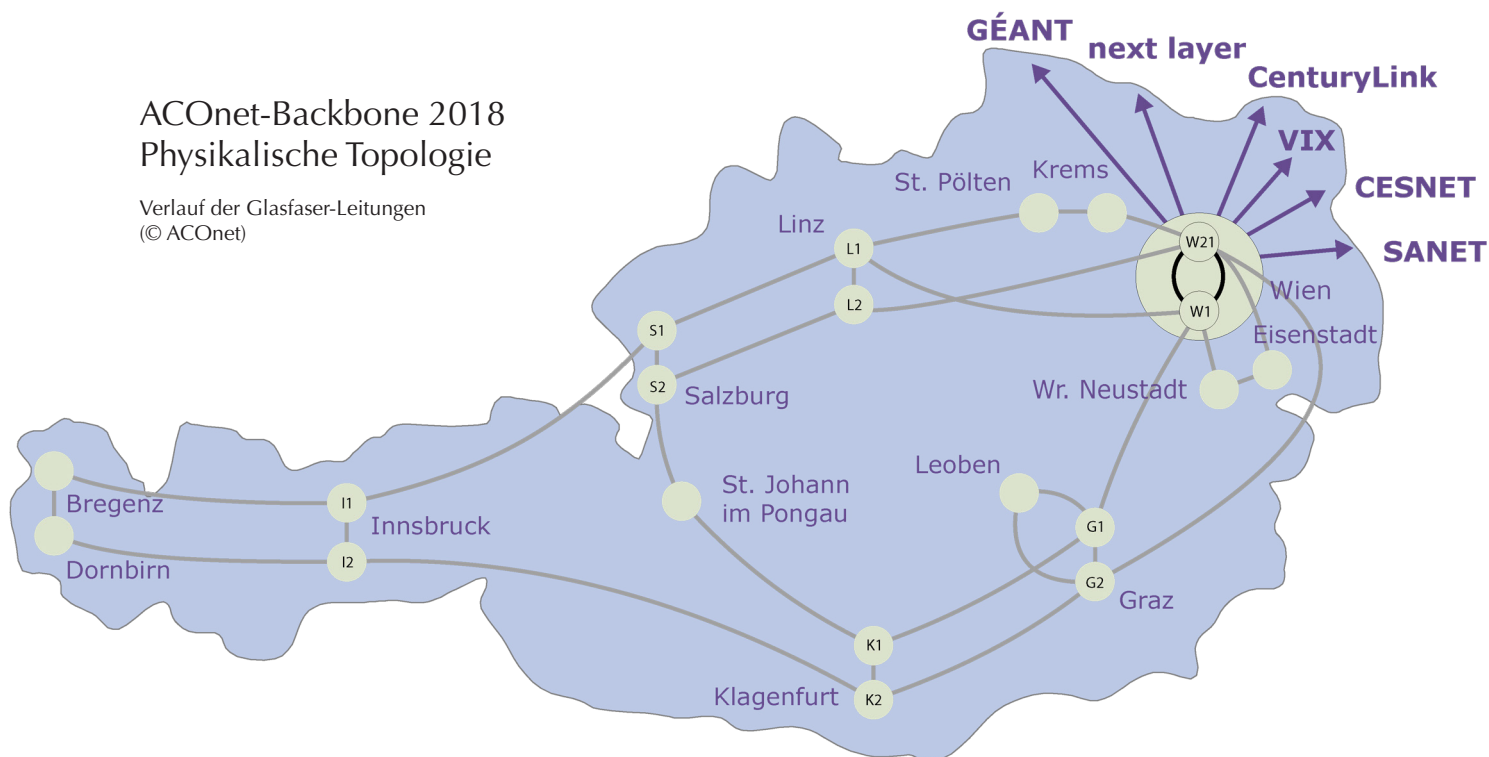 ACOnet-Backbone 2018
Physikalische Topologie
Verlauf der Glasfaser-Leitungen
(© ACOnet)
GÉANT
next layer
CenturyLink
VIX
CESNET
SANET
St. Pölten
Krems
Linz
L1
L2
W21
W1
Wien
Eisenstadt
Wr. Neustadt
S1
S2
Salzburg
Leoben
St. Johann
im Pongau
Bregenz
Dornbirn
I1
I2
Innsbruck
G1
G2
Graz
K1
K2
Klagenfurt